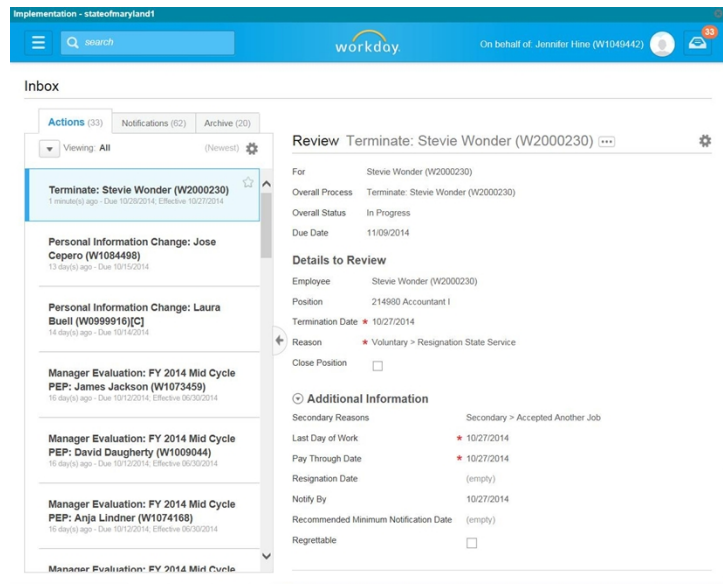 Implementation - stateofmaryland1
search
workday.
On behalf of: Jennifer Hine (W1049442)
33
Inbox
Actions (33)
Notifications (62)
Archive (20)
Viewing: All
(Newest)
Terminate: Stevie Wonder (W2000230)
1 minute(s) ago - Due 10/28/2014; Effective 10/27/2014
Personal Information Change: Jose
Cepero (W1084498)
13 day(s) ago - Due 10/15/2014
Personal Information Change: Laura
Buell (W0999916)[C]
14 day(s) ago - Due 10/14/2014
Manager Evaluation: FY 2014 Mid Cycle
PEP: James Jackson (W1073459)
16 day(s) ago - Due 10/12/2014; Effective 06/30/2014
Manager Evaluation: FY 2014 Mid Cycle
PEP: David Daugherty (W1009044)
16 day(s) ago - Due 10/12/2014; Effective 06/30/2014
Manager Evaluation: FY 2014 Mid Cycle
PEP: Anja Lindner (W1074168)
16 day(s) ago - Due 10/12/2014; Effective 06/30/2014
Manager Evaluation: FY 2014 Mid Cycle
Review Terminate: Stevie Wonder (W2000230)
For Stevie Wonder (W2000230)
Overall Process Terminate: Stevie Wonder (W2000230)
Overall Status In Progress
Due Date 11/09/2014
Details to Review
Employee Stevie Wonder (W2000230)
Position 214980 Accountant I
Termination Date * 10/27/2014
Reason * Voluntary > Resignation State Service
Close Position
Additional Information
Secondary Reasons Secondary > Accepted Another Job
Last Day of Work * 10/27/2014
Pay Through Date * 10/27/2014
Resignation Date (empty)
Notify By 10/27/2014
Recommended Minimum Notification Date (empty)
Regrettable